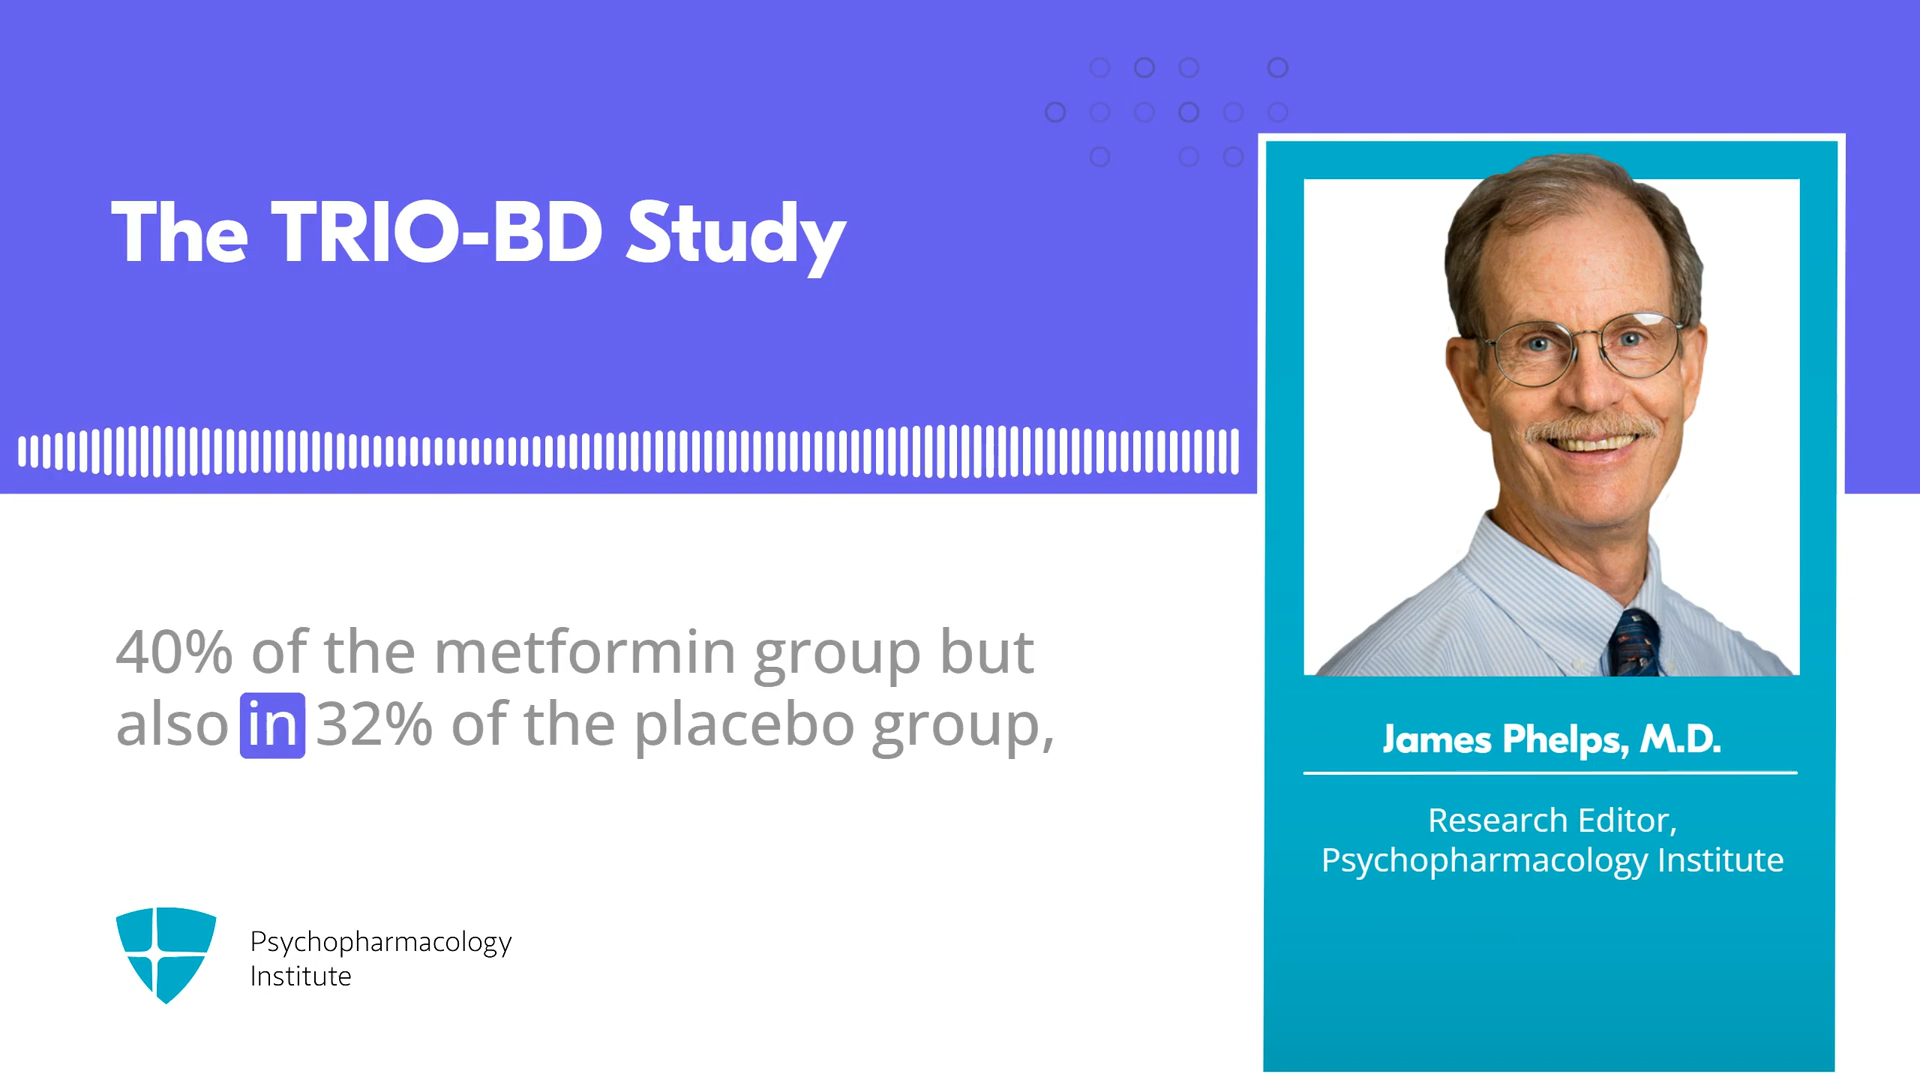 The TRIO-BD Study
40% of the metformin group but
also in 32% of the placebo group,
James Phelps, M.D.
Research Editor,
Psychopharmacology Institute
Psychopharmacology
Institute